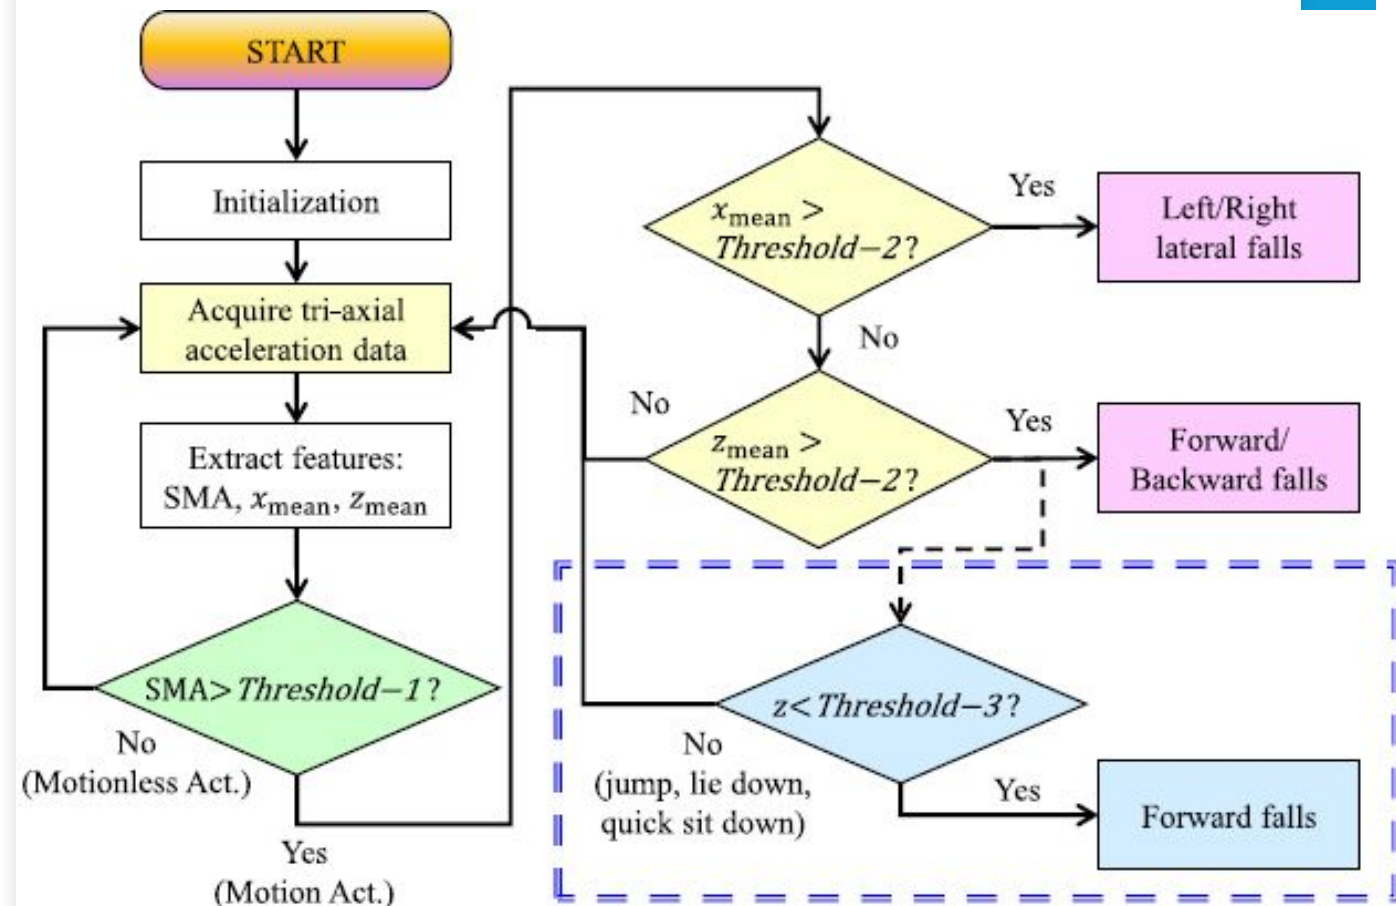 START
Initialization
Acquire tri-axial
acceleration data
Extract features:
SMA, xmean, zmean
SMA>Threshold−1?
No
(Motionless Act.)
Yes
(Motion Act.)
xmean >
Threshold−2?
Yes
Left/Right
lateral falls
No
zmean >
Threshold−2?
No
Yes
Forward/
Backward falls
z<Threshold−3?
No
(jump, lie down,
quick sit down)
Yes
Forward falls